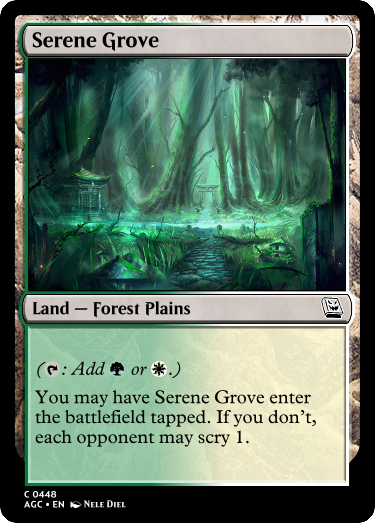 Serene Grove
Land — Forest Plains
(: Add or .)
You may have Serene Grove enter
the battlefield tapped. If you don't,
each opponent may scry 1.
C 0448
AGC • EN NELE DIEL